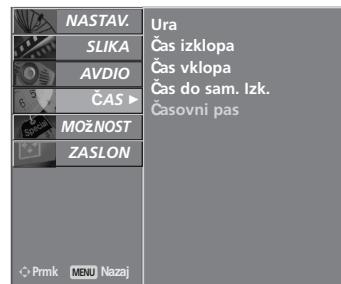 NASTAV.
SLIKA
AVDIO
ČAS ►
MOžNOST
ZASLON
Ura
Čas izklopa
Čas vklopa
Čas do sam. Izk.
Časovni pas
Prmk MENU Nazaj